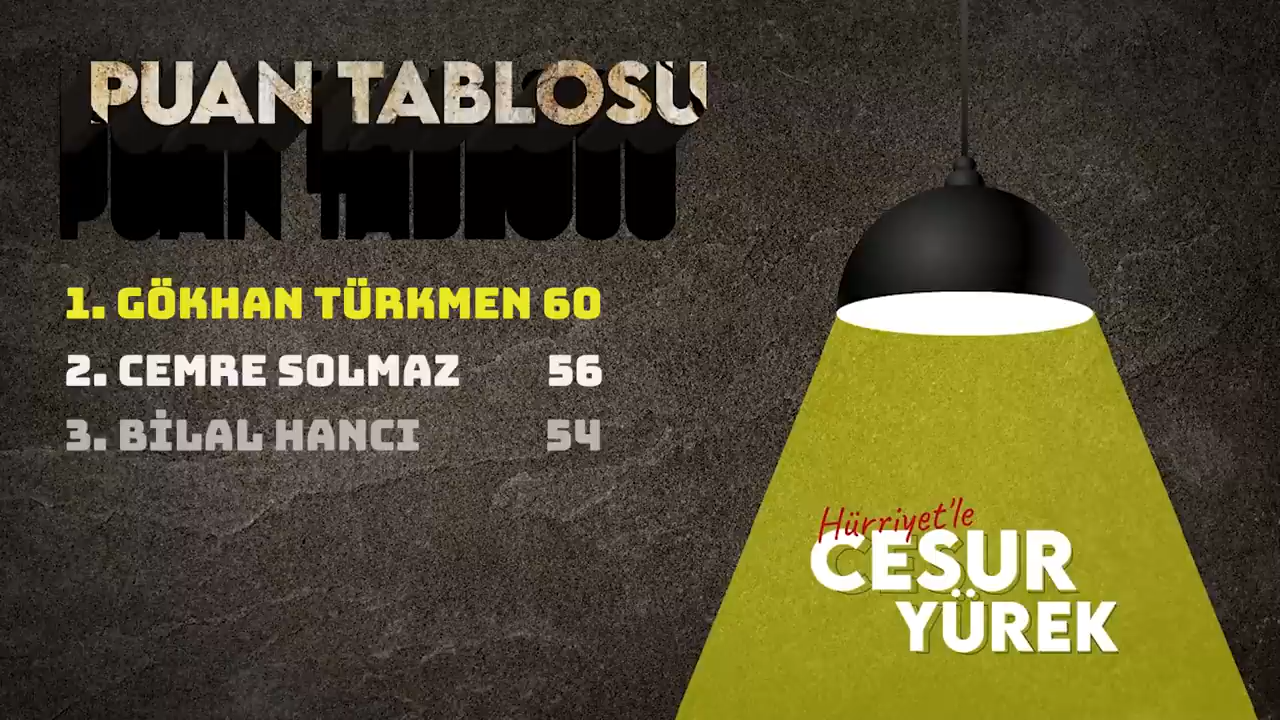 PUAN TABLOSU
1. GÖKHAN TÜRKMEN 60
2. CEMRE SOLMAZ 56
3. BİLAL HANCI 54
Hürriyet'le
CESUR
YÜREK